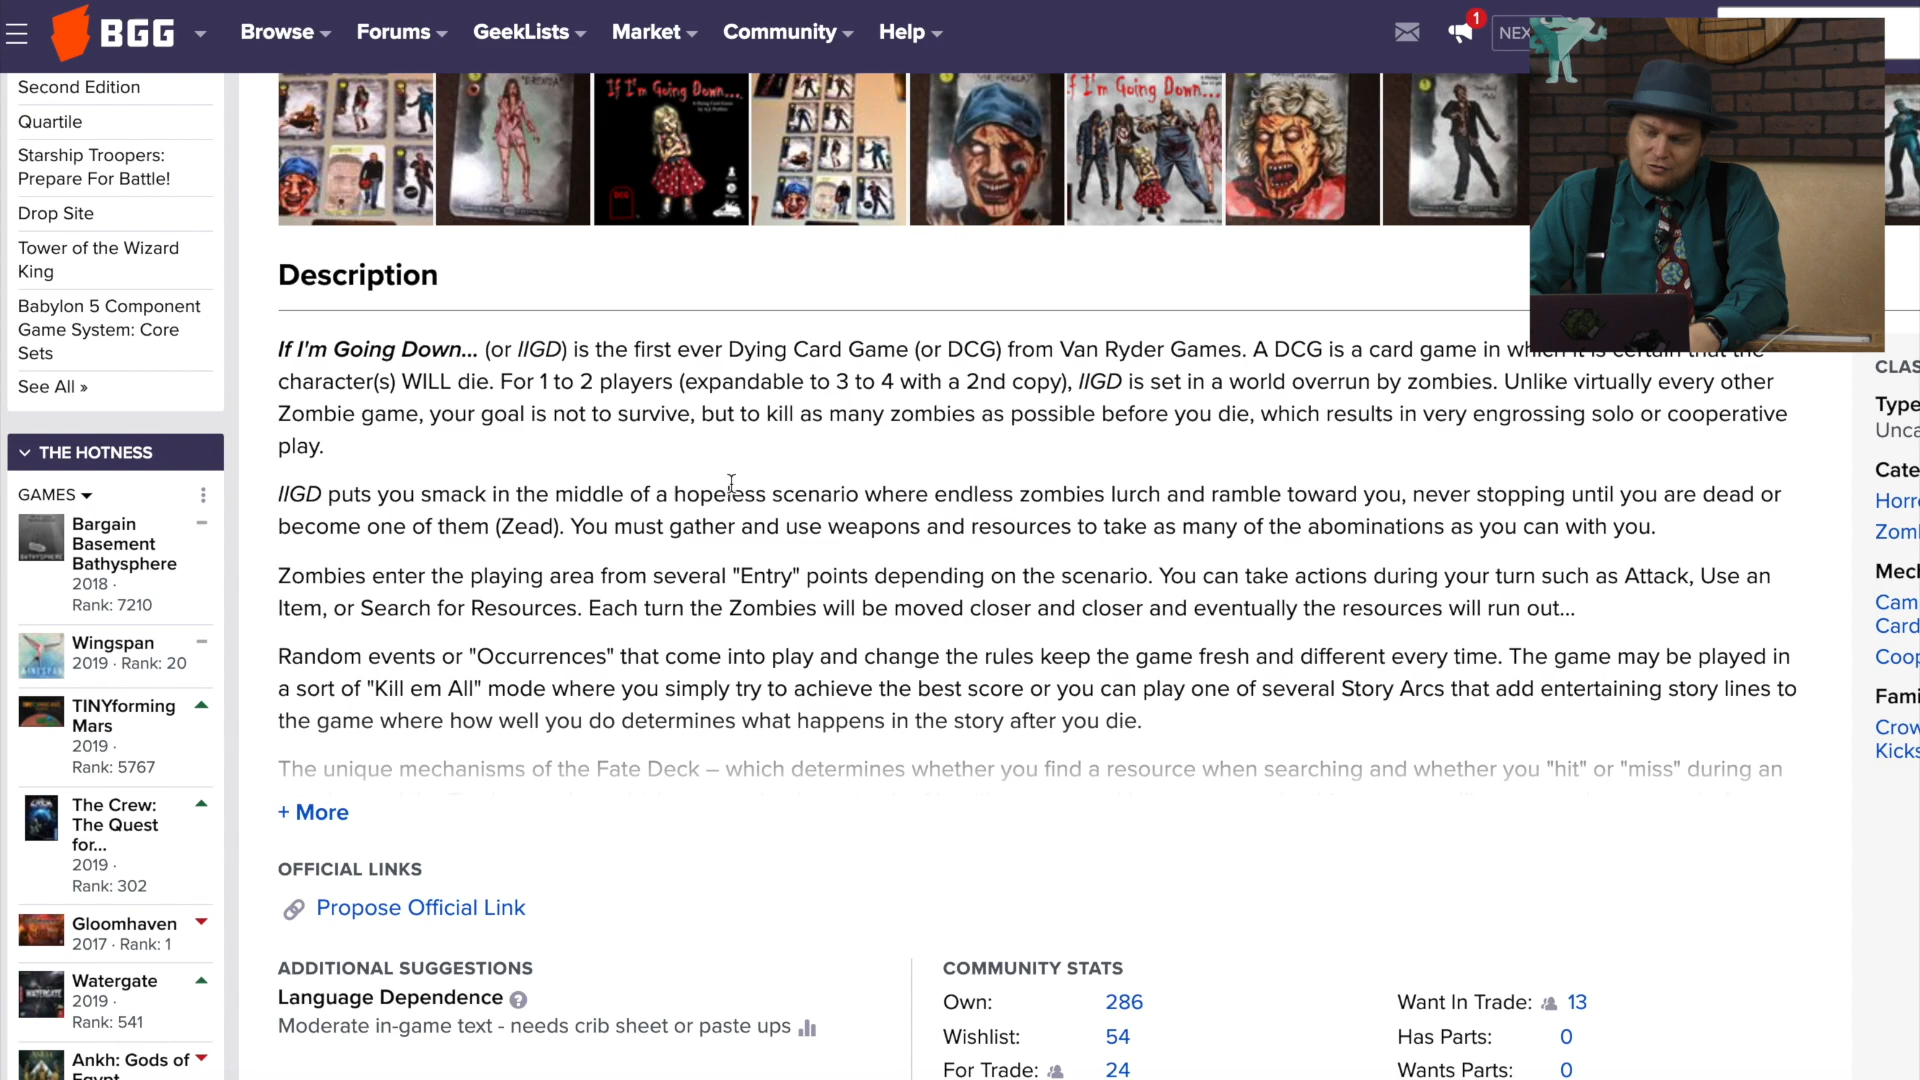 BGG
Browse
Forums
GeekLists
Market
Community
Help
1
NEX
Second Edition
Quartile
Starship Troopers:
Prepare For Battle!
Drop Site
Tower of the Wizard
King
Babylon 5 Component
Game System: Core
Sets
See All »
THE HOTNESS
GAMES
Bargain
Basement
Bathysphere
2018 ·
Rank: 7210
Wingspan
2019 · Rank: 20
TINYforming
Mars
2019 ·
Rank: 5767
The Crew:
The Quest
for...
2019 ·
Rank: 302
Gloomhaven
2017 · Rank: 1
Watergate
2019 ·
Rank: 541
Ankh: Gods of
If I'm Going Down...
DCG
If I'm Going Down...
Description
If I'm Going Down... (or IIGD) is the first ever Dying Card Game (or DCG) from Van Ryder Games. A DCG is a card game in which it is certain that the
character(s) WILL die. For 1 to 2 players (expandable to 3 to 4 with a 2nd copy), IIGD is set in a world overrun by zombies. Unlike virtually every other
Zombie game, your goal is not to survive, but to kill as many zombies as possible before you die, which results in very engrossing solo or cooperative
play.
IIGD puts you smack in the middle of a hopeless scenario where endless zombies lurch and ramble toward you, never stopping until you are dead or
become one of them (Zead). You must gather and use weapons and resources to take as many of the abominations as you can with you.
Zombies enter the playing area from several "Entry" points depending on the scenario. You can take actions during your turn such as Attack, Use an
Item, or Search for Resources. Each turn the Zombies will be moved closer and closer and eventually the resources will run out...
Random events or "Occurrences" that come into play and change the rules keep the game fresh and different every time. The game may be played in
a sort of "Kill em All" mode where you simply try to achieve the best score or you can play one of several Story Arcs that add entertaining story lines to
the game where how well you do determines what happens in the story after you die.
The unique mechanisms of the Fate Deck – which determines whether you find a resource when searching and whether you "hit" or "miss" during an
+ More
OFFICIAL LINKS
Propose Official Link
ADDITIONAL SUGGESTIONS
Language Dependence ?
Moderate in-game text - needs crib sheet or paste ups
COMMUNITY STATS
Own: 286
Wishlist: 54
For Trade: 24
Want In Trade: 13
Has Parts: 0
Wants Parts: 0
CLAS
Type
Unca
Cate
Horr
Zom
Mech
Cam
Card
Coop
Fami
Crow
Kicks